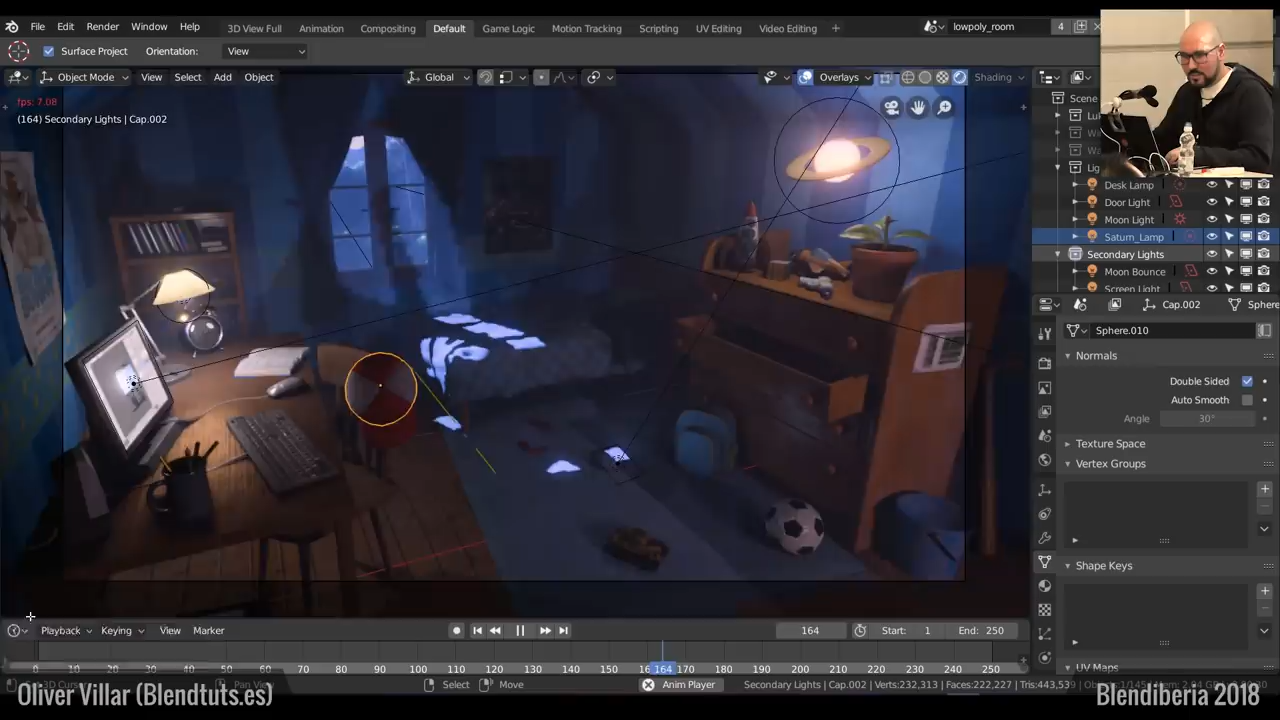 File Edit Render Window Help
3D View Full Animation Compositing Default Game Logic Motion Tracking Scripting UV Editing Video Editing +
lowpoly_room 4
Surface Project Orientation: View
Object Mode View Select Add Object Global Overlays Shading
fps: 7.08
(164) Secondary Lights | Cap.002
Scene
Desk Lamp
Door Light
Moon Light
Saturn_Lamp
Secondary Lights
Moon Bounce
Screen Light
Cap.002 Sphere
Sphere.010
Normals
Double Sided
Auto Smooth
Angle 30°
Texture Space
Vertex Groups
Shape Keys
UV Maps
Playback Keying View Marker 164 Start: 1 End: 250
0 10 20 30 40 50 60 70 80 90 100 110 120 130 140 150 164 170 180 190 200 210 220 230 240 250
Select Move Anim Player Secondary Lights | Cap.002 | Verts:232,313 | Faces:222,227 | Tris:443,539
Oliver Villar (Blendtuts.es)
Blendiberia 2018